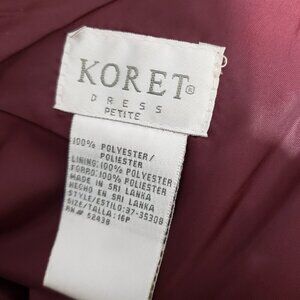 KORET®
DRESS
PETITE
100% POLYESTER/
POLIESTER
LINING: 100% POLYESTER
FORRO: 100% POLIESTER
MADE IN SRI LANKA
HECHO EN SRI LANKA
STYLE/ESTILO: 37-35308
SIZE/TALLA: 16P
RN# 52438